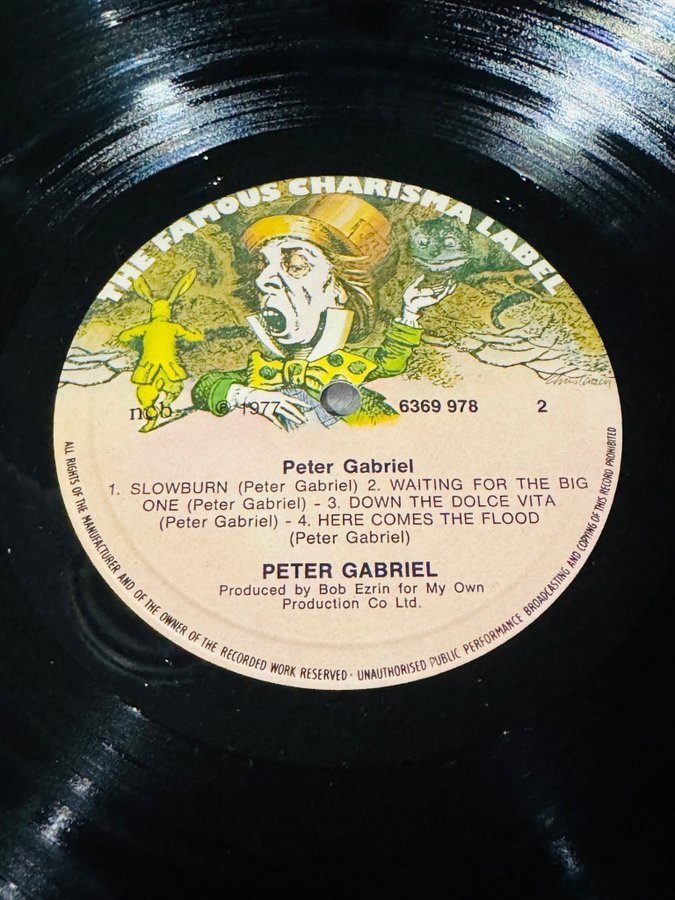 THE FAMOUS CHARISMA LABEL
ncb ℗ 1977 6369 978 2
Peter Gabriel
1. SLOWBURN (Peter Gabriel) 2. WAITING FOR THE BIG
ONE (Peter Gabriel) - 3. DOWN THE DOLCE VITA
(Peter Gabriel) - 4. HERE COMES THE FLOOD
(Peter Gabriel)
PETER GABRIEL
Produced by Bob Ezrin for My Own
Production Co Ltd.
ALL RIGHTS OF THE MANUFACTURER AND OF THE OWNER OF THE RECORDED WORK RESERVED · UNAUTHORISED PUBLIC PERFORMANCE BROADCASTING AND COPYING OF THIS RECORD PROHIBITED